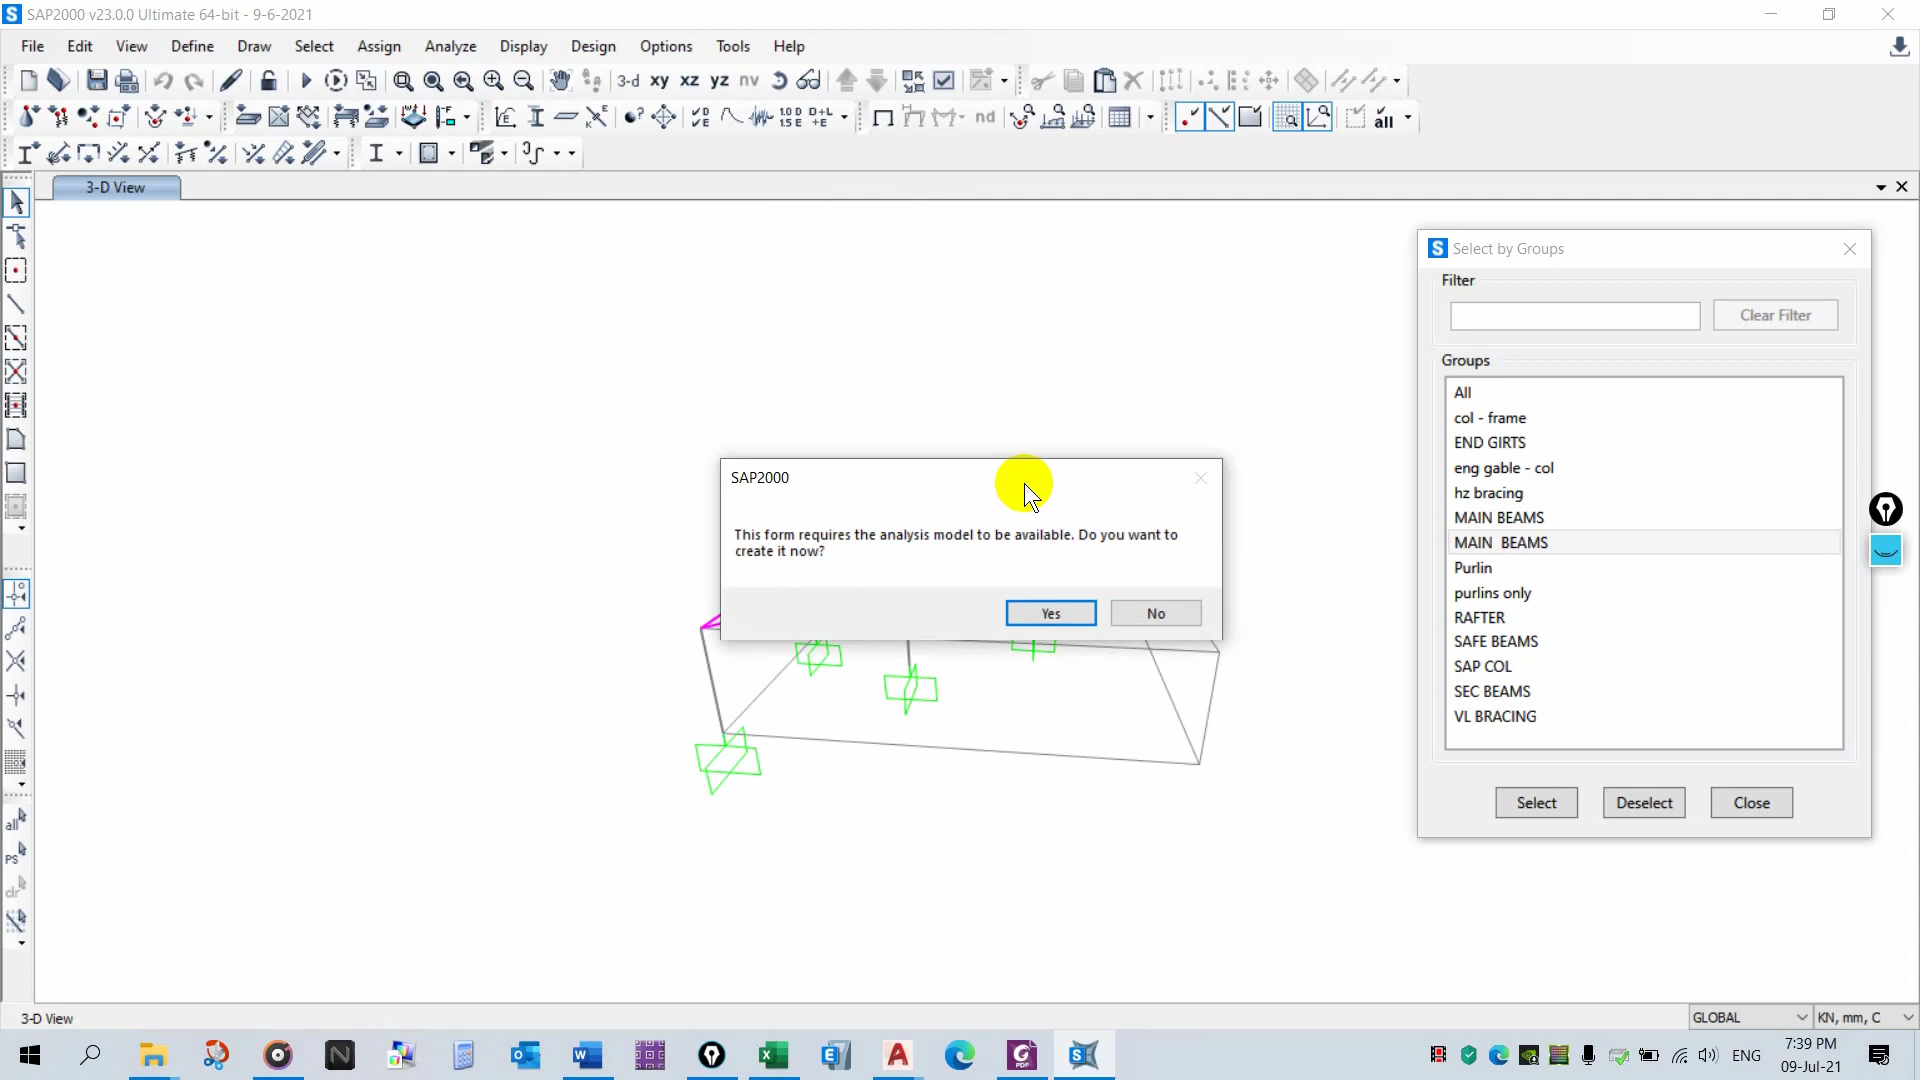 SAP2000 v23.0.0 Ultimate 64-bit - 9-6-2021
File Edit View Define Draw Select Assign Analyze Display Design Options Tools Help
3-d xy xz yz nv
nd
all
3-D View
Select by Groups
Filter
Clear Filter
Groups
All
col - frame
END GIRTS
eng gable - col
hz bracing
MAIN BEAMS
MAIN  BEAMS
Purlin
purlins only
RAFTER
SAFE BEAMS
SAP COL
SEC BEAMS
VL BRACING
Select Deselect Close
SAP2000
This form requires the analysis model to be available. Do you want to
create it now?
Yes No
all
PS
clr
3-D View
GLOBAL
KN, mm, C
ENG
7:39 PM
09-Jul-21